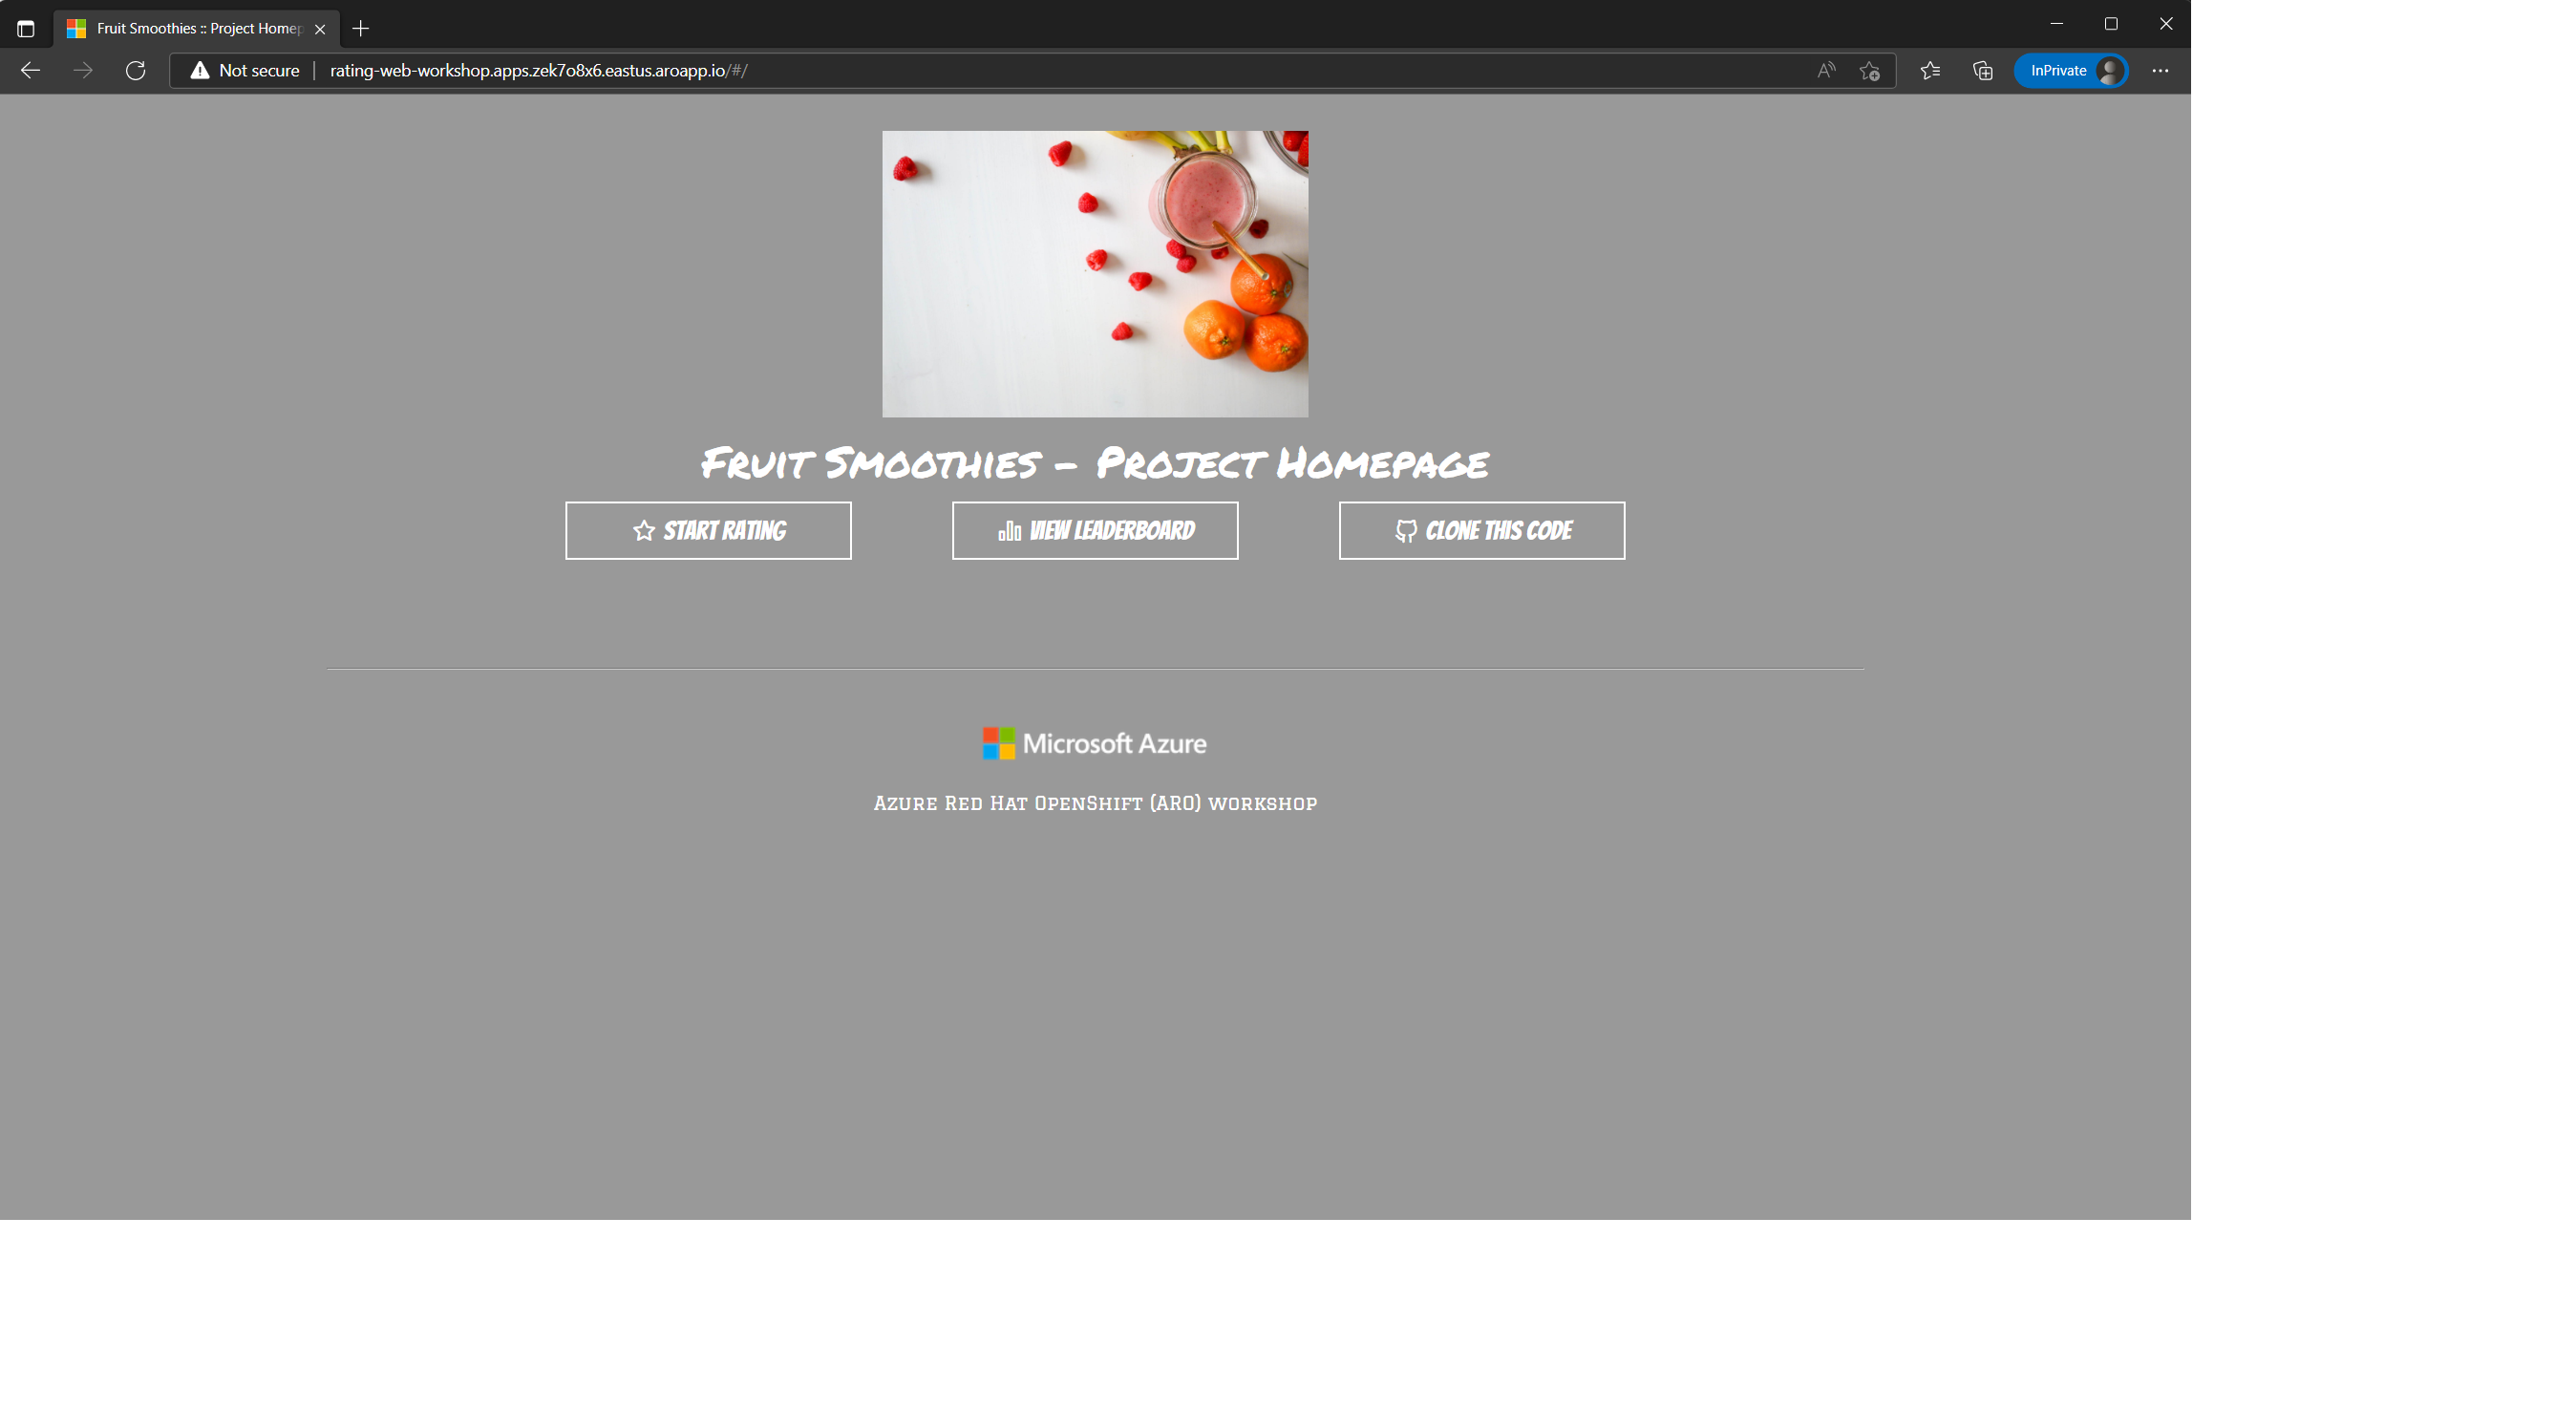 Fruit Smoothies :: Project Homep
Not secure rating-web-workshop.apps.zek7o8x6.eastus.aroapp.io/#/
InPrivate
Fruit Smoothies - Project Homepage
START RATING
VIEW LEADERBOARD
CLONE THIS CODE
Microsoft Azure
Azure Red Hat OpenShift (ARO) workshop